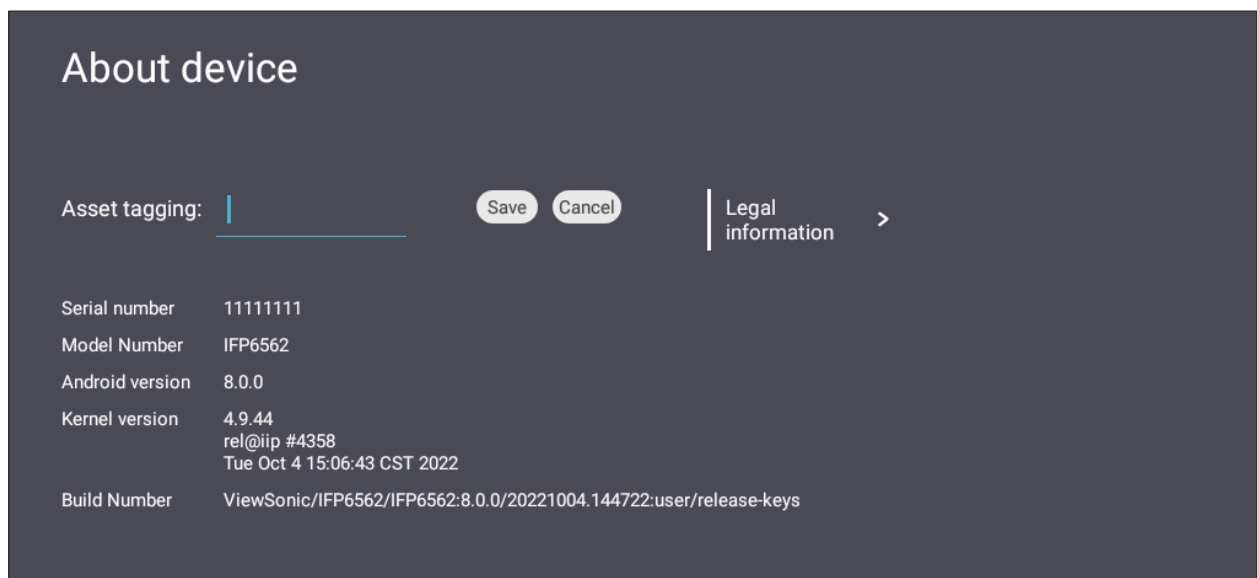 About device
Asset tagging:
Save
Cancel
Legal
information
Serial number 11111111
Model Number IFP6562
Android version 8.0.0
Kernel version 4.9.44
rel@iip #4358
Tue Oct 4 15:06:43 CST 2022
Build Number ViewSonic/IFP6562/IFP6562:8.0.0/20221004.144722:user/release-keys